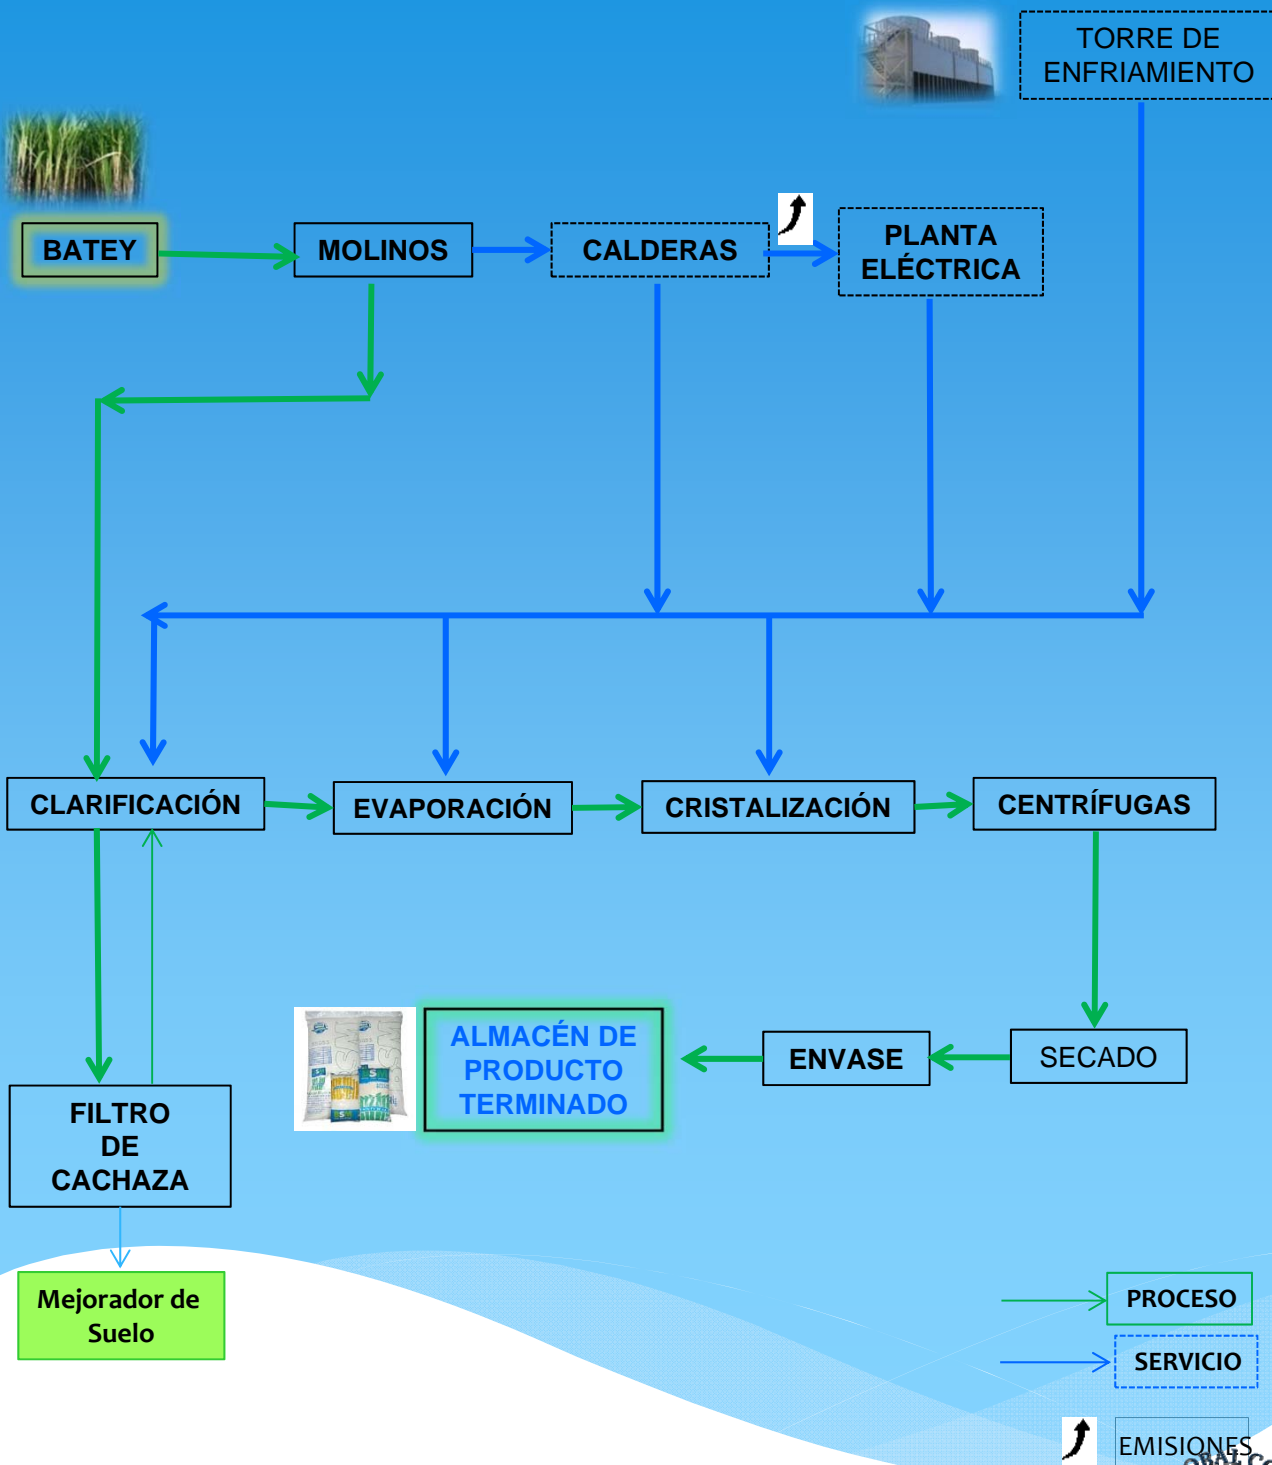 TORRE DE
ENFRIAMIENTO
BATEY
MOLINOS
CALDERAS
PLANTA
ELÉCTRICA
CLARIFICACIÓN
EVAPORACIÓN
CRISTALIZACIÓN
CENTRÍFUGAS
ALMACÉN DE
PRODUCTO
TERMINADO
ENVASE
SECADO
FILTRO
DE
CACHAZA
Mejorador de
Suelo
PROCESO
SERVICIO
EMISIONES